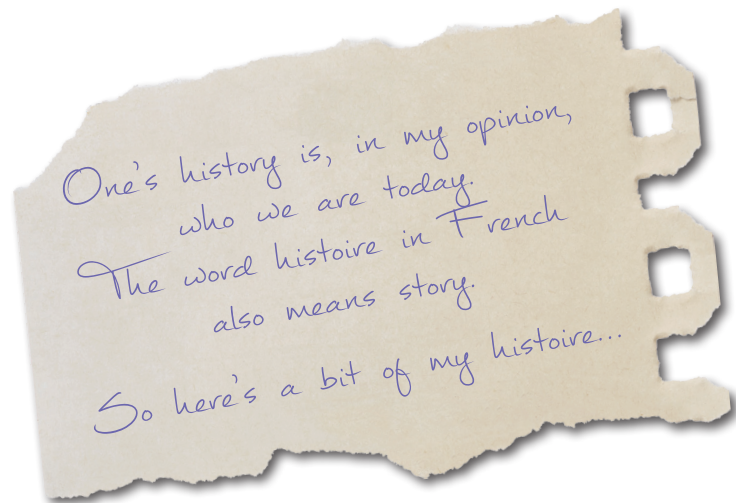 One's history is, in my opinion,
who we are today.
The word histoire in French
also means story.
So here's a bit of my histoire...